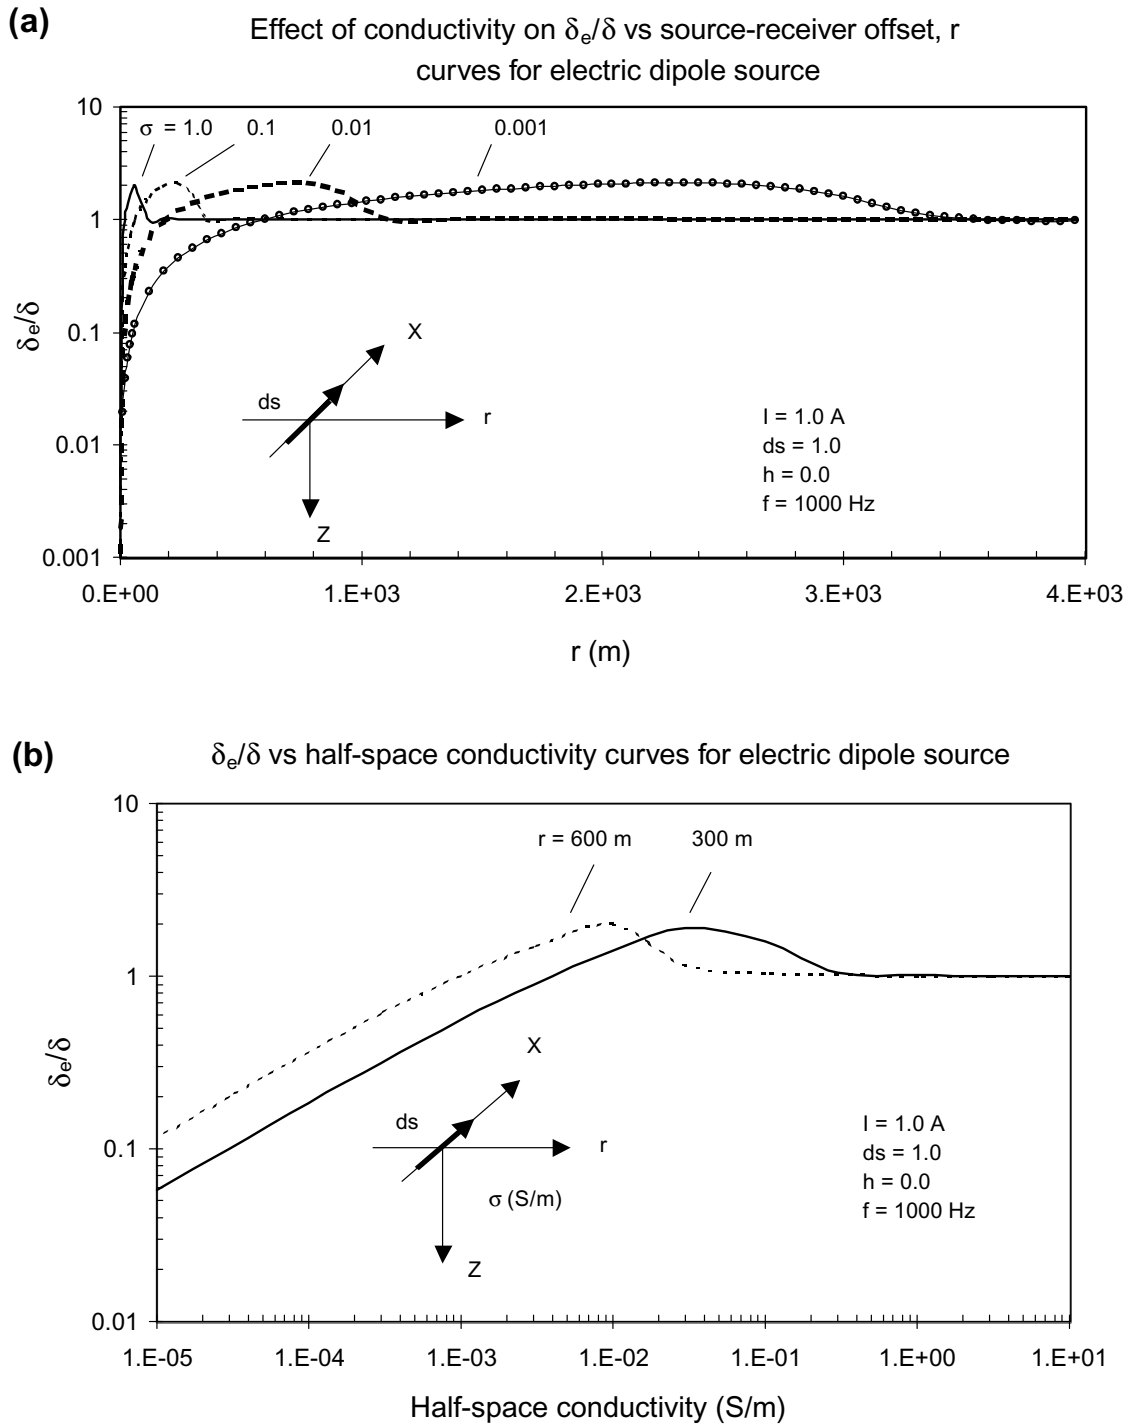 (a)
Effect of conductivity on δe/δ vs source-receiver offset, r
curves for electric dipole source
10
1
0.1
0.01
0.001
δe/δ
σ = 1.0 0.1 0.01 0.001
X
ds
r
Z
I = 1.0 A
ds = 1.0
h = 0.0
f = 1000 Hz
0.E+00 1.E+03 2.E+03 3.E+03 4.E+03
r (m)
(b)
δe/δ vs half-space conductivity curves for electric dipole source
10
1
0.1
0.01
δe/δ
r = 600 m 300 m
X
ds
r
σ (S/m)
Z
I = 1.0 A
ds = 1.0
h = 0.0
f = 1000 Hz
1.E-05 1.E-04 1.E-03 1.E-02 1.E-01 1.E+00 1.E+01
Half-space conductivity (S/m)